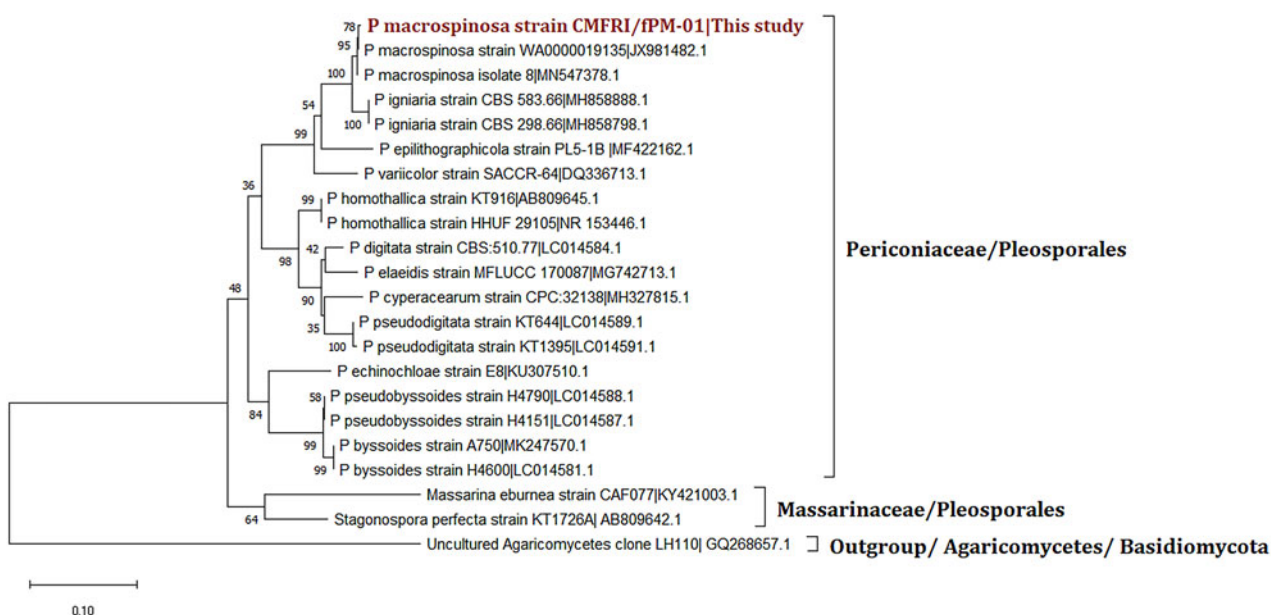 P macrospinosa strain CMFRI/fPM-01|This study
P macrospinosa strain WA0000019135|JX981482.1
P macrospinosa isolate 8|MN547378.1
P igniaria strain CBS 583.66|MH858888.1
P igniaria strain CBS 298.66|MH858798.1
P epilithographicola strain PL5-1B |MF422162.1
P variicolor strain SACCR-64|DQ336713.1
P homothallica strain KT916|AB809645.1
P homothallica strain HHUF 29105|NR 153446.1
P digitata strain CBS:510.77|LC014584.1
P elaeidis strain MFLUCC 170087|MG742713.1
P cyperacearum strain CPC:32138|MH327815.1
P pseudodigitata strain KT644|LC014589.1
P pseudodigitata strain KT1395|LC014591.1
P echinochloae strain E8|KU307510.1
P pseudobyssoides strain H4790|LC014588.1
P pseudobyssoides strain H4151|LC014587.1
P byssoides strain A750|MK247570.1
P byssoides strain H4600|LC014581.1
Massarina eburnea strain CAF077|KY421003.1
Stagonospora perfecta strain KT1726A| AB809642.1
Uncultured Agaricomycetes clone LH110| GQ268657.1
Periconiaceae/Pleosporales
Massarinaceae/Pleosporales
Outgroup/ Agaricomycetes/ Basidiomycota
78
95
100
100
54
99
36
99
98
42
90
35
100
48
84
58
99
99
64
0.10